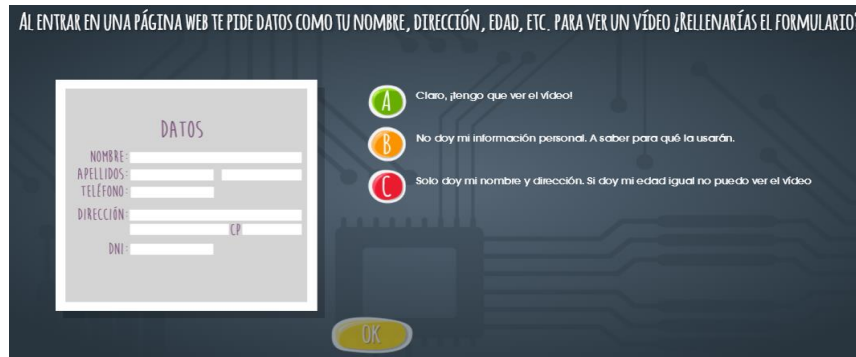 AL ENTRAR EN UNA PÁGINA WEB TE PIDE DATOS COMO TU NOMBRE, DIRECCIÓN, EDAD, ETC. PARA VER UN VÍDEO ¿RELLENARÍAS EL FORMULARIO?
DATOS
NOMBRE:
APELLIDOS:
TELÉFONO:
DIRECCIÓN:
CP
DNI:
A Claro, ¡tengo que ver el vídeo!
B No doy mi información personal. A saber para qué la usarán.
C Solo doy mi nombre y dirección. Si doy mi edad igual no puedo ver el vídeo
OK